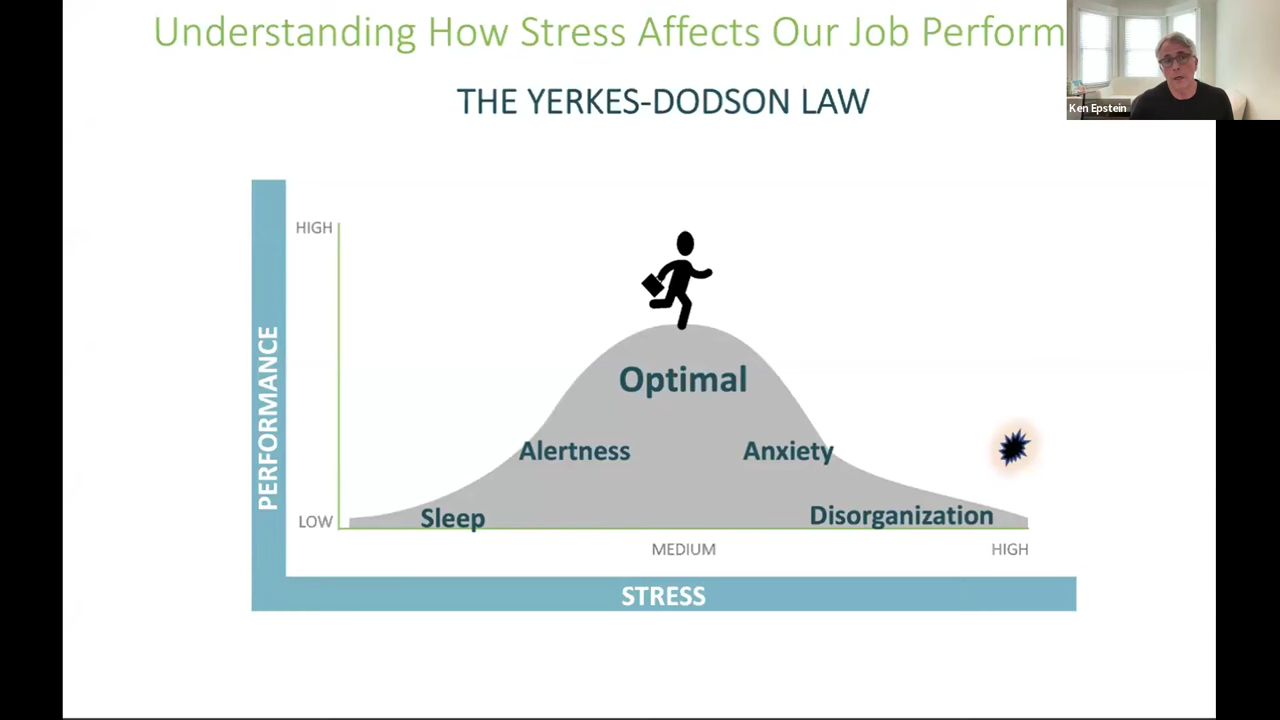 Understanding How Stress Affects Our Job Perform
Ken Epstein
THE YERKES-DODSON LAW
HIGH
PERFORMANCE
Optimal
Alertness
Anxiety
LOW
Sleep
Disorganization
MEDIUM
HIGH
STRESS